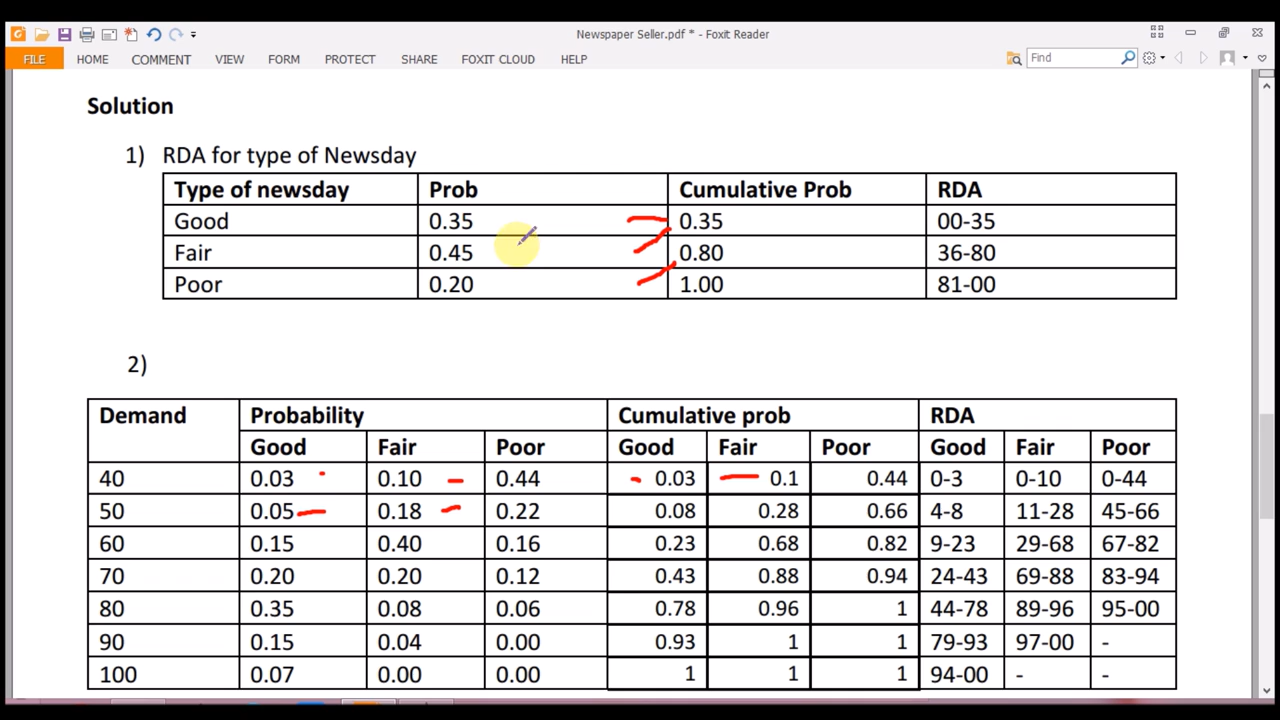 Newspaper Seller.pdf * - Foxit Reader
FILE HOME COMMENT VIEW FORM PROTECT SHARE FOXIT CLOUD HELP Find
Solution
1) RDA for type of Newsday
Type of newsday Prob Cumulative Prob RDA
Good 0.35 0.35 00-35
Fair 0.45 0.80 36-80
Poor 0.20 1.00 81-00
2)
Demand Probability Cumulative prob RDA
Good Fair Poor Good Fair Poor Good Fair Poor
40 0.03 0.10 0.44 0.03 0.1 0.44 0-3 0-10 0-44
50 0.05 0.18 0.22 0.08 0.28 0.66 4-8 11-28 45-66
60 0.15 0.40 0.16 0.23 0.68 0.82 9-23 29-68 67-82
70 0.20 0.20 0.12 0.43 0.88 0.94 24-43 69-88 83-94
80 0.35 0.08 0.06 0.78 0.96 1 44-78 89-96 95-00
90 0.15 0.04 0.00 0.93 1 1 79-93 97-00 -
100 0.07 0.00 0.00 1 1 1 94-00 - -